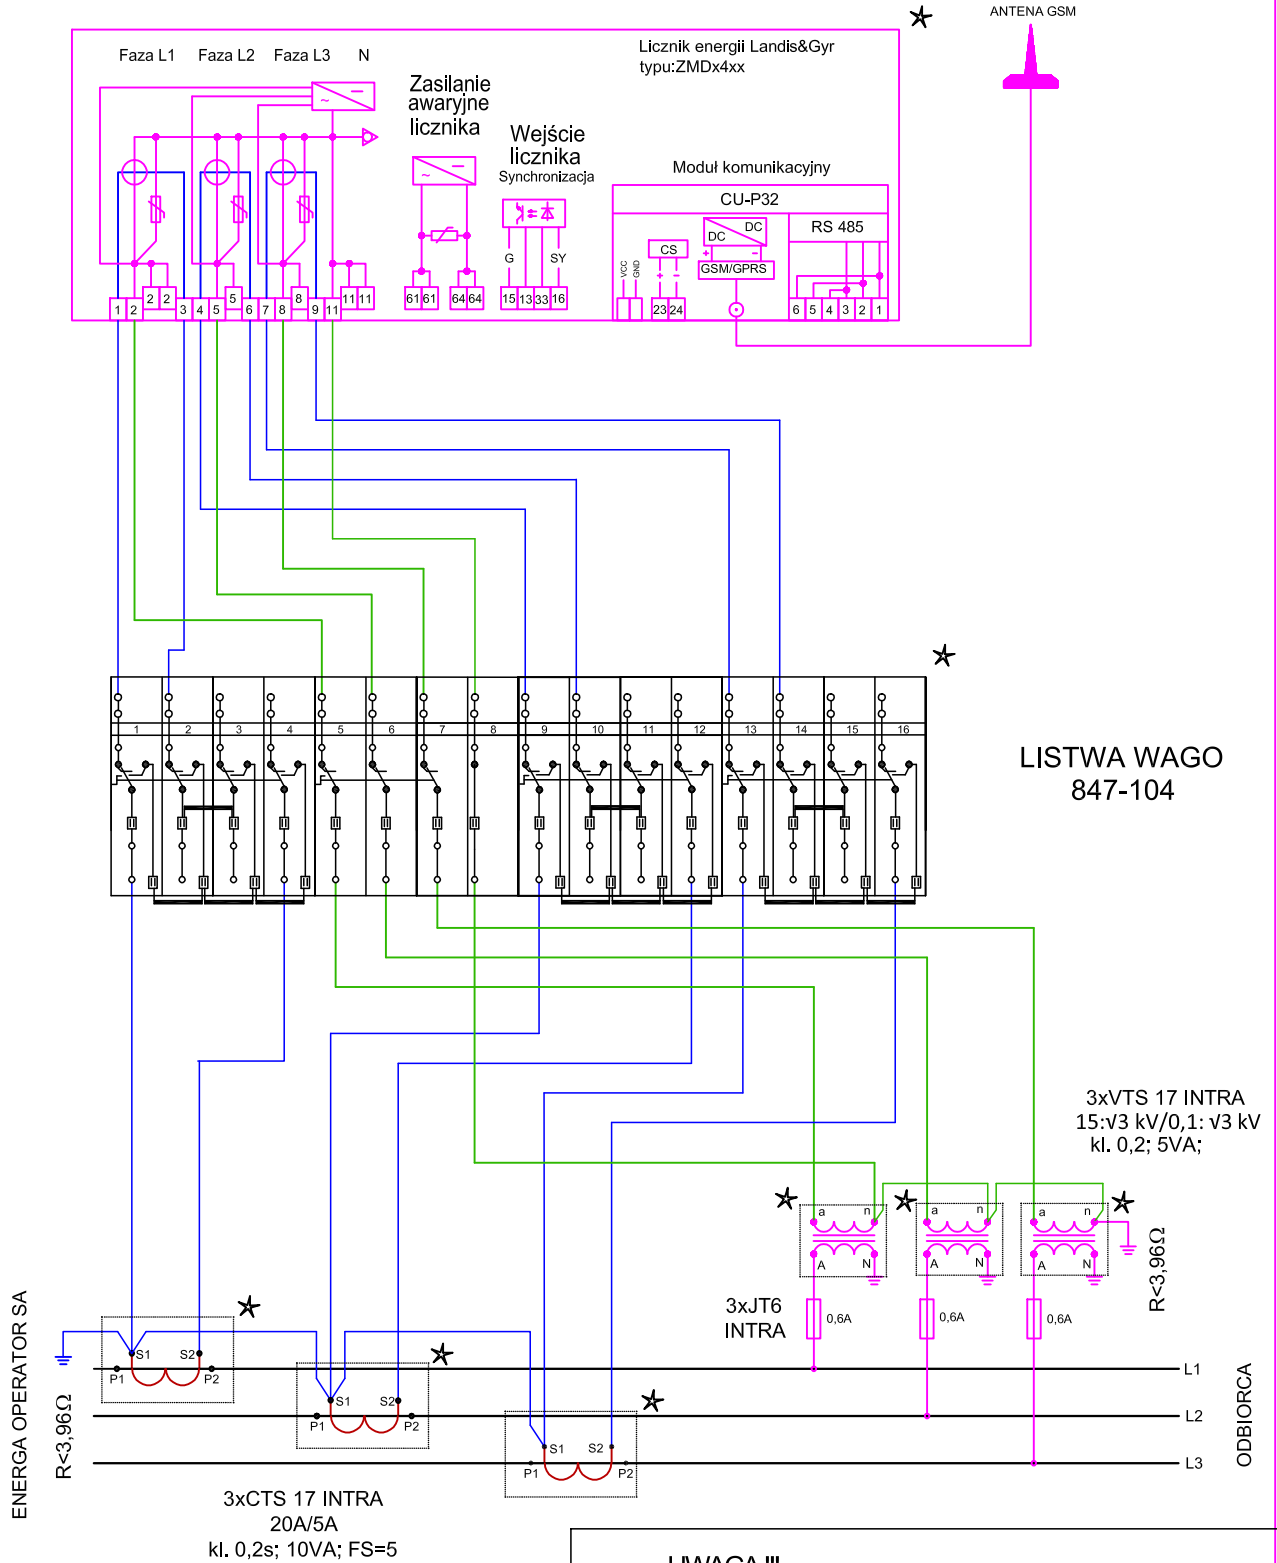 ANTENA GSM
Licznik energii Landis&Gyr
typu:ZMDx4xx
Faza L1 Faza L2 Faza L3 N
Zasilanie
awaryjne
licznika
Wejście
licznika
Synchronizacja
Moduł komunikacyjny
CU-P32
RS 485
DC DC
+ -
GSM/GPRS
CS
+ -
VCC
GND
G SY
~ –
~ –
2 2 5 8 11 11
1 2 3 4 5 6 7 8 9 11
61 61 64 64
15 13 33 16
23 24
6 5 4 3 2 1
1 2 3 4 5 6 7 8 9 10 11 12 13 14 15 16
LISTWA WAGO
847-104
3xVTS 17 INTRA
15:√3 kV/0,1: √3 kV
kl. 0,2; 5VA;
a n a n a n
A N A N A N
R<3,96Ω
3xJT6
INTRA
0,6A 0,6A 0,6A
ENERGA OPERATOR SA
R<3,96Ω
S1 S2
P1 P2
L1
S1 S2
P1 P2
L2
S1 S2
P1 P2
L3
ODBIORCA
3xCTS 17 INTRA
20A/5A
kl. 0,2s; 10VA; FS=5
UWAGA !!!